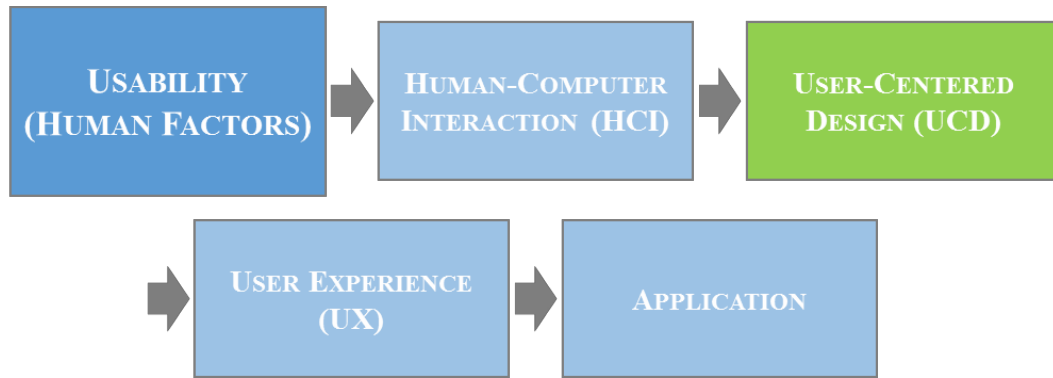 Usability
(Human Factors)
Human-Computer
Interaction (HCI)
User-Centered
Design (UCD)
User Experience
(UX)
Application